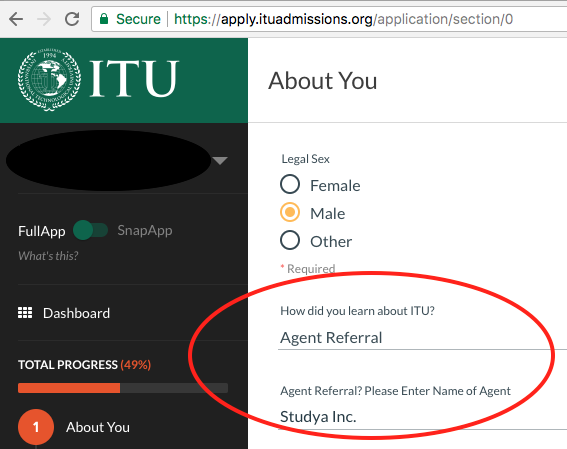 Secure https://apply.ituadmissions.org/application/section/0
1994
ITU
About You
FullApp SnapApp
What's this?
Dashboard
TOTAL PROGRESS (49%)
1 About You
Legal Sex
Female
Male
Other
* Required
How did you learn about ITU?
Agent Referral
Agent Referral? Please Enter Name of Agent
Studya Inc.